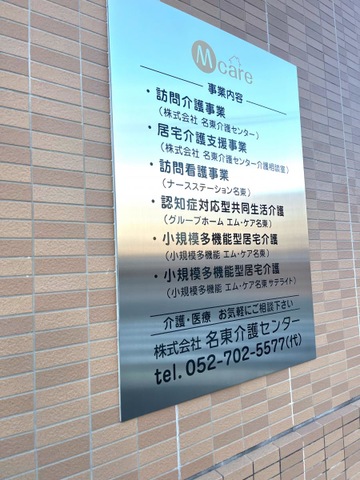 Mcare
事業内容
・訪問介護事業
（株式会社 名東介護センター）
・居宅介護支援事業
（株式会社 名東介護センター介護相談室）
・訪問看護事業
（ナースステーション名東）
・認知症対応型共同生活介護
（グループホーム エム・ケア名東）
・小規模多機能型居宅介護
（小規模多機能 エム・ケア名東）
・小規模多機能型居宅介護
（小規模多機能 エム・ケア名東 サテライト）
介護・医療 お気軽にご相談下さい
株式会社 名東介護センター
tel. 052-702-5577(代)